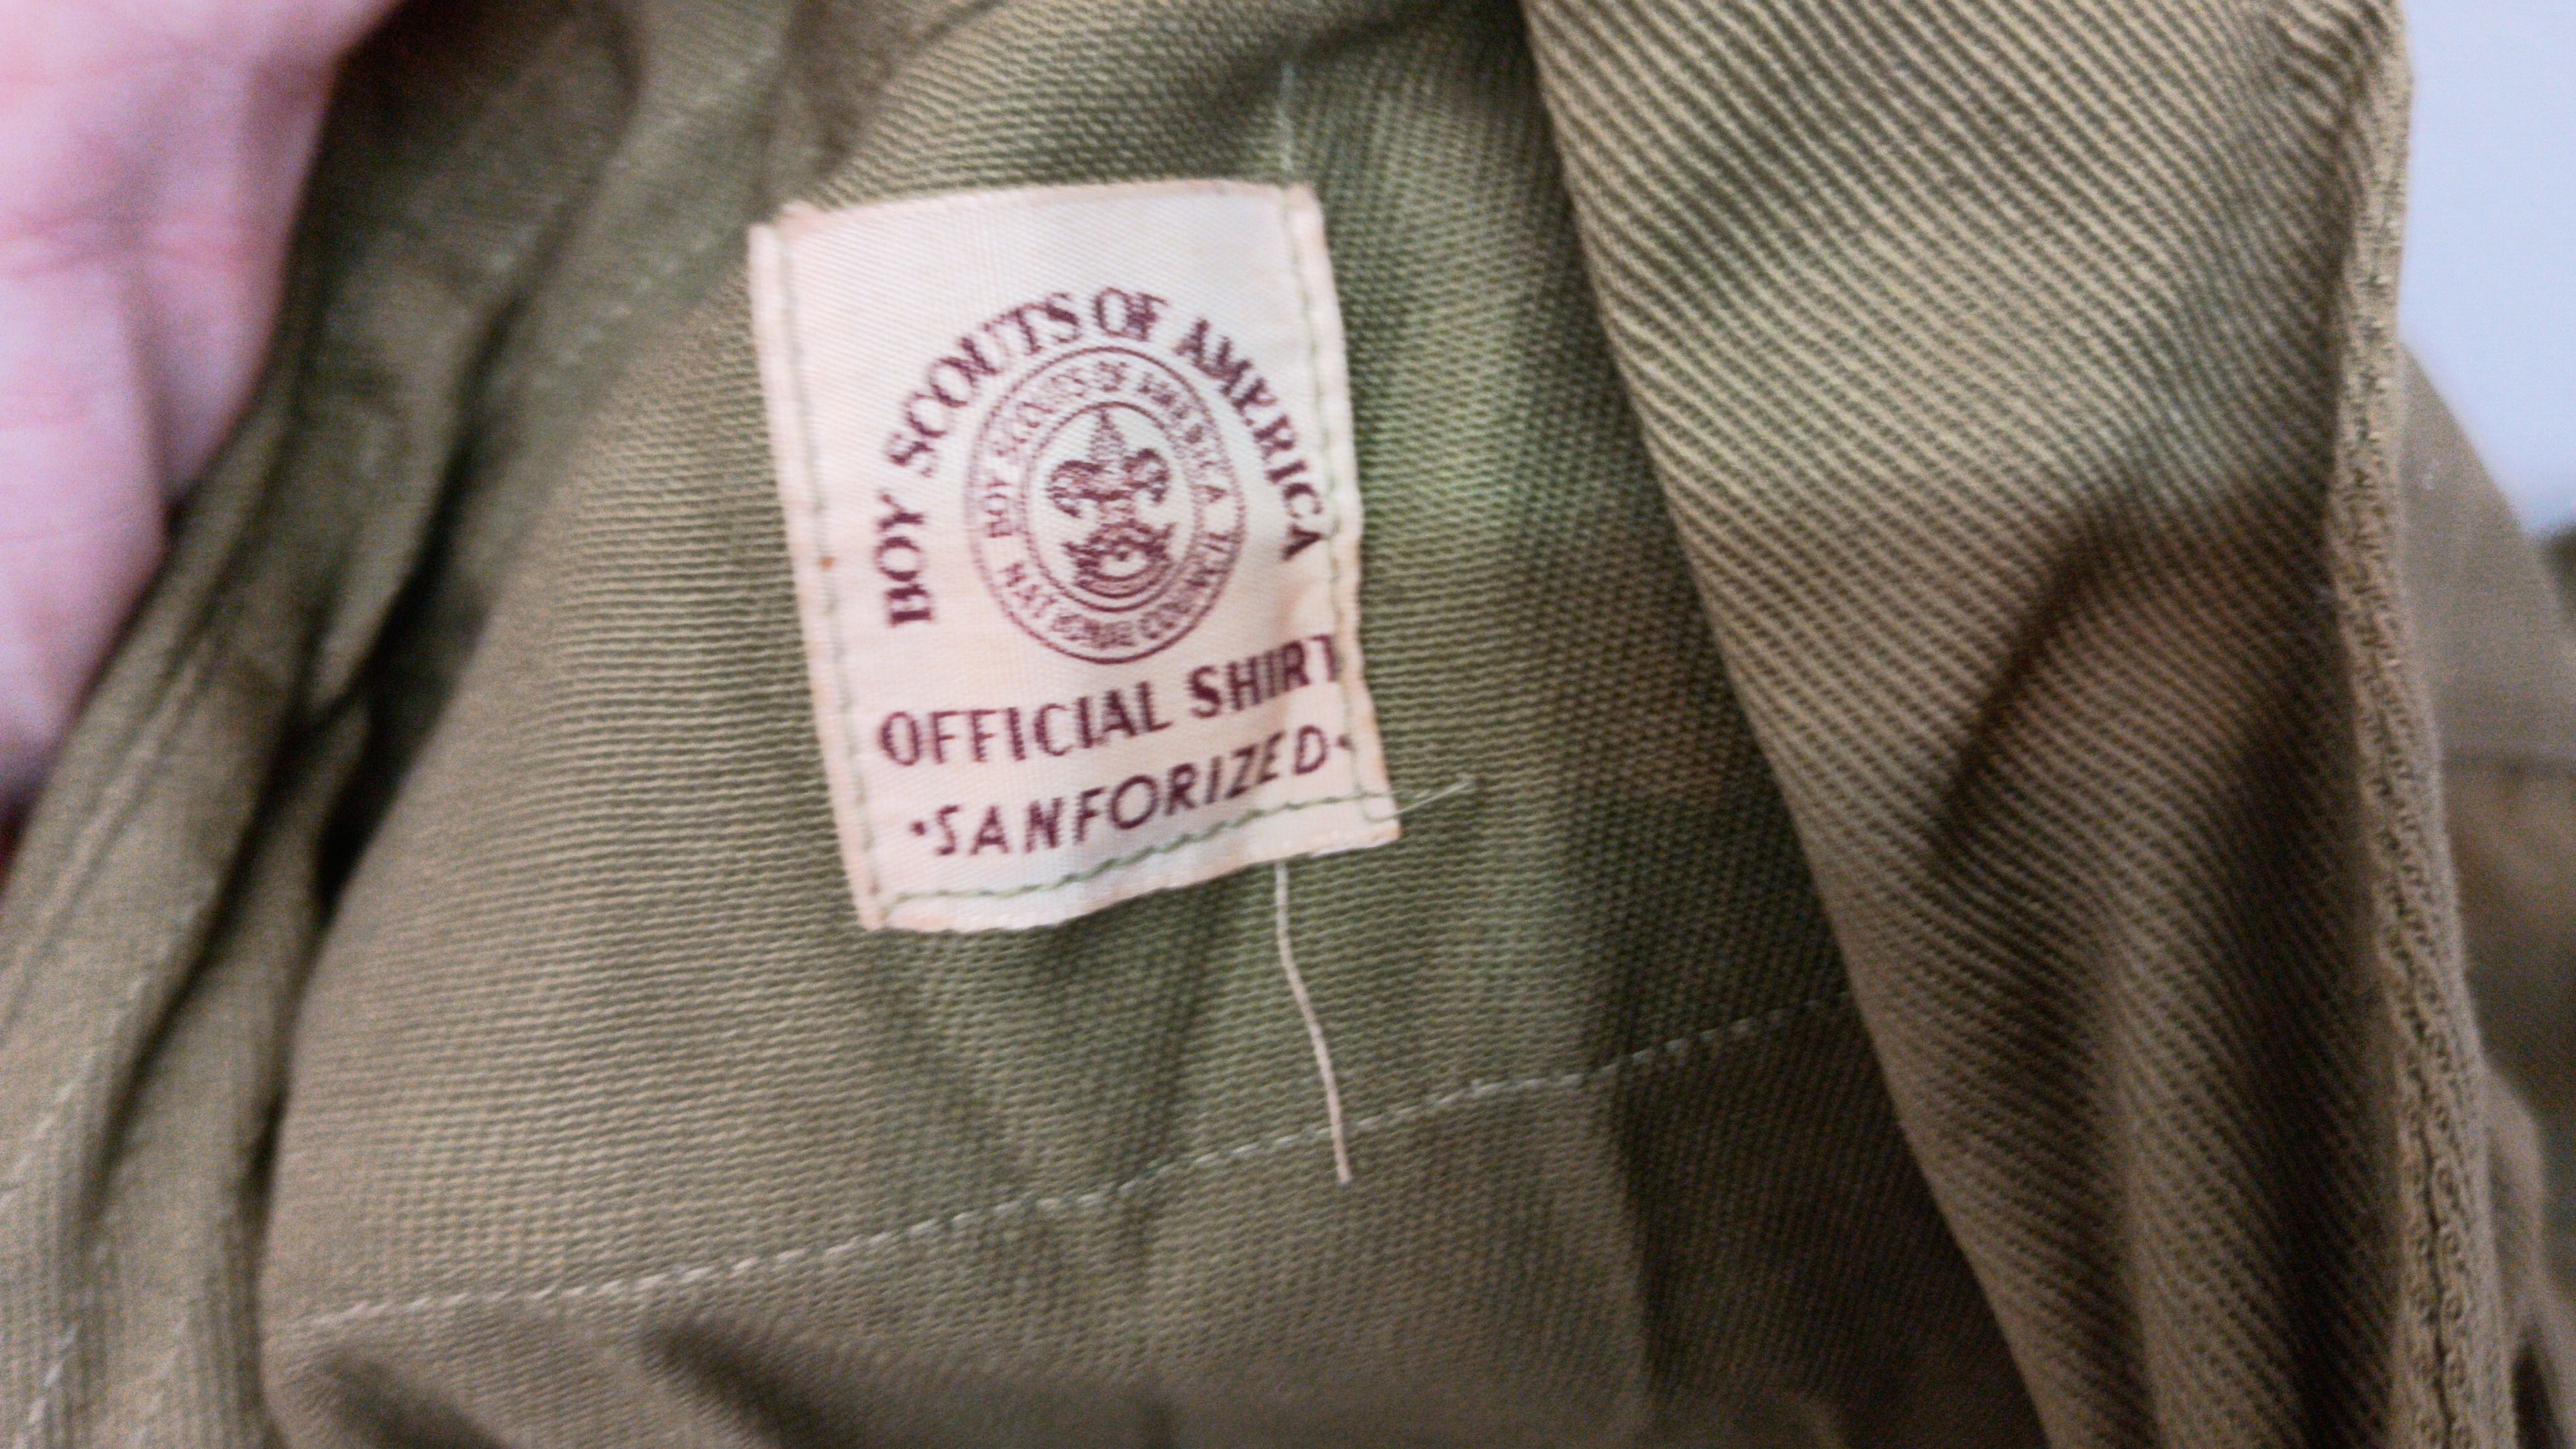 BOY SCOUTS OF AMERICA
BOY SCOUTS OF AMERICA
NATIONAL COUNCIL
OFFICIAL SHIRT
•SANFORIZED•